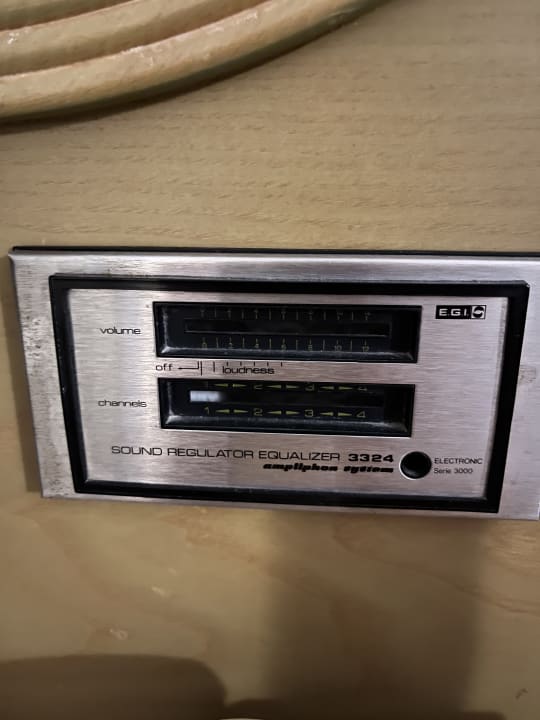 E.G.I.
volume
off loudness
1 2 3 4
channels
1 2 3 4
SOUND REGULATOR EQUALIZER 3324
ampliphon system
ELECTRONIC
Serie 3000